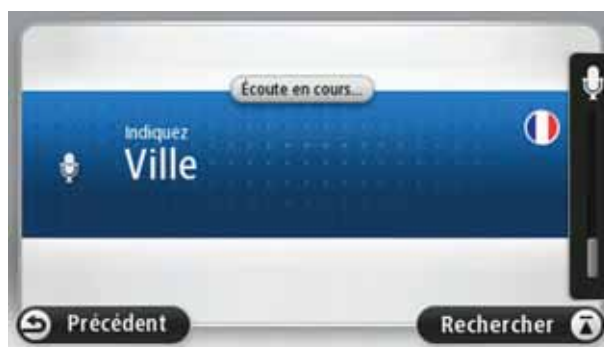 Écoute en cours...
Indiquez
Ville
Précédent
Rechercher